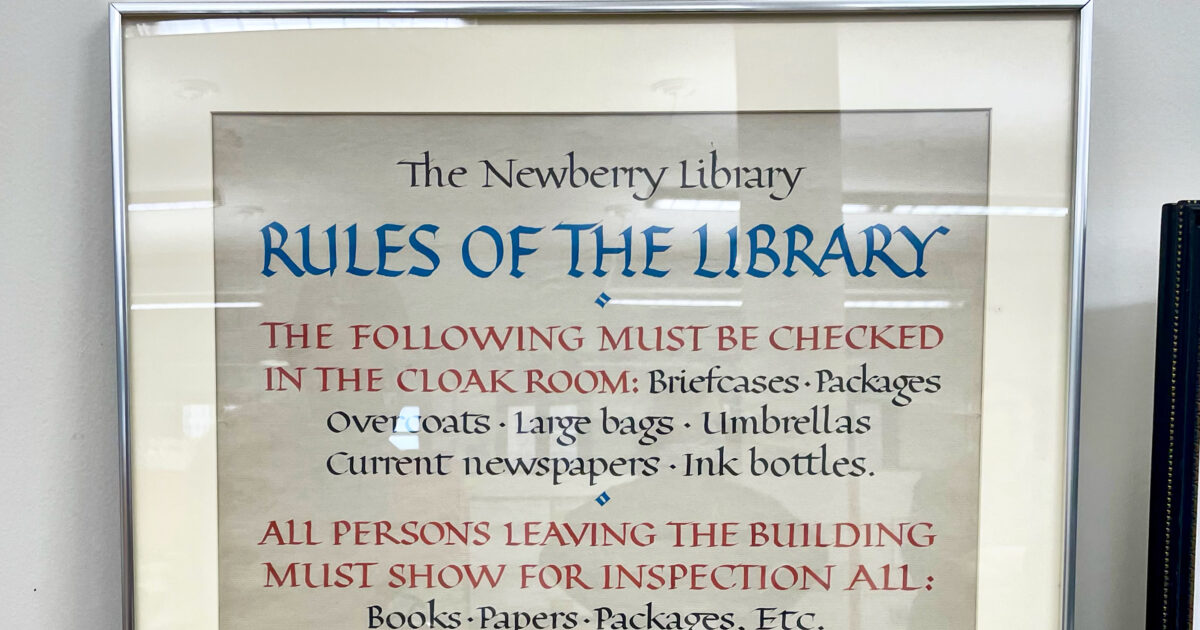 The Newberry Library
RULES OF THE LIBRARY
THE FOLLOWING MUST BE CHECKED
IN THE CLOAK ROOM: Briefcases · Packages
Overcoats · Large bags · Umbrellas
Current newspapers · Ink bottles.
ALL PERSONS LEAVING THE BUILDING
MUST SHOW FOR INSPECTION ALL:
Books · Papers · Packages, Etc.